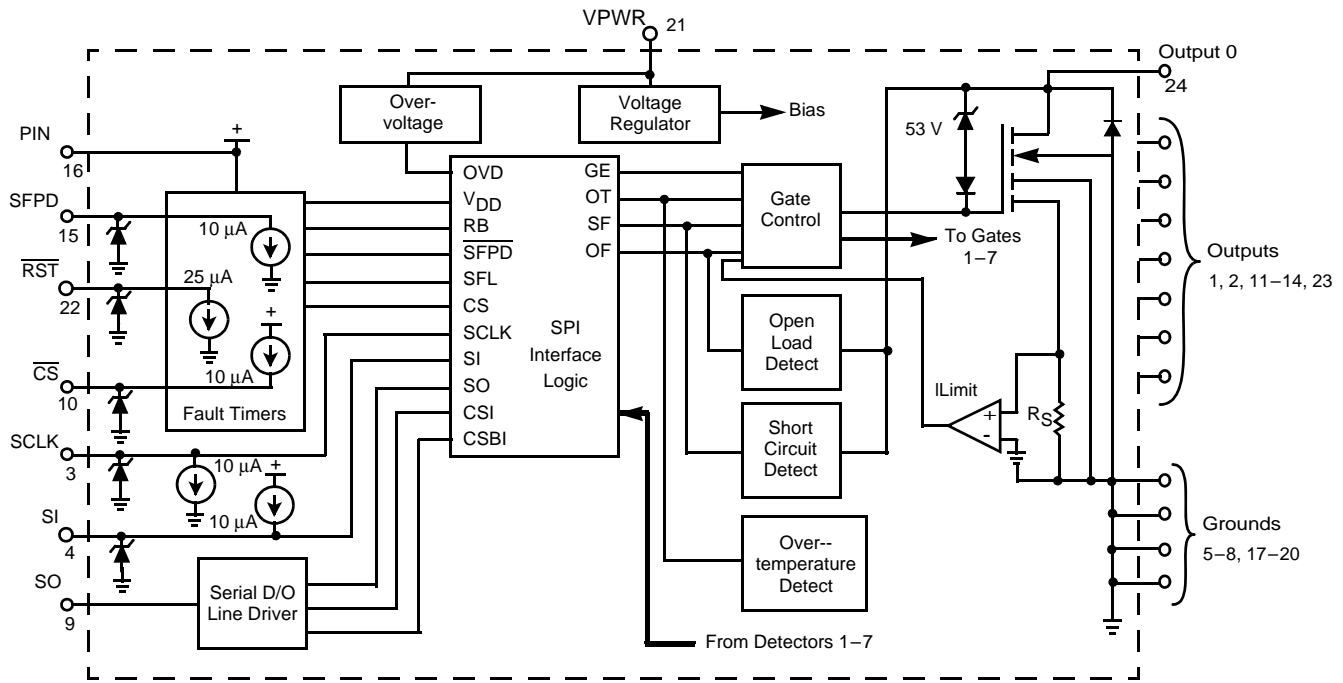 VPWR
21
Output 0
24
Over-
voltage
Voltage
Regulator
Bias
53 V
PIN
16
+
SFPD
15
10 μA
RST
22
25 μA
+
CS
10
10 μA
Fault Timers
SCLK
3
10 μA
+
SI
4
10 μA
SO
9
Serial D/O
Line Driver
OVD
VDD
RB
SFPD
SFL
CS
SCLK
SI
SO
CSI
CSBI
GE
OT
SF
OF
SPI
Interface
Logic
Gate
Control
To Gates
1–7
Open
Load
Detect
Short
Circuit
Detect
Over--
temperature
Detect
From Detectors 1–7
ILimit
+
-
RS
Outputs
1, 2, 11–14, 23
Grounds
5–8, 17–20